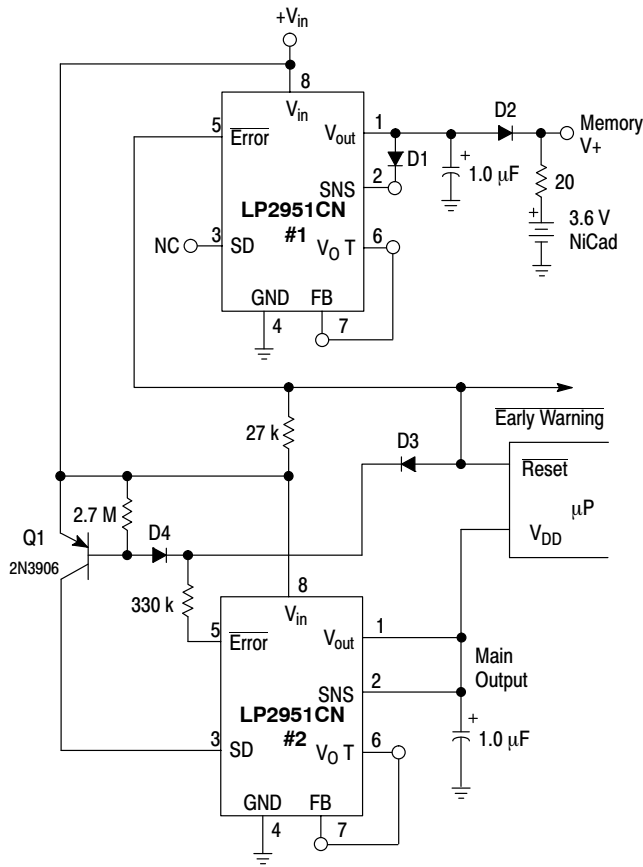 +Vin
8
Vin
5
Error
Vout
1
D2
Memory
V+
D1
+
1.0 μF
SNS
2
20
LP2951CN
#1
+
3.6 V
NiCad
NC
3
SD
VO T
6
GND
FB
4
7
27 k
Early Warning
D3
Reset
μP
VDD
2.7 M
Q1
D4
2N3906
330 k
8
Vin
5
Error
Vout
1
Main
Output
SNS
2
LP2951CN
#2
+
1.0 μF
3
SD
VO T
6
GND
FB
4
7